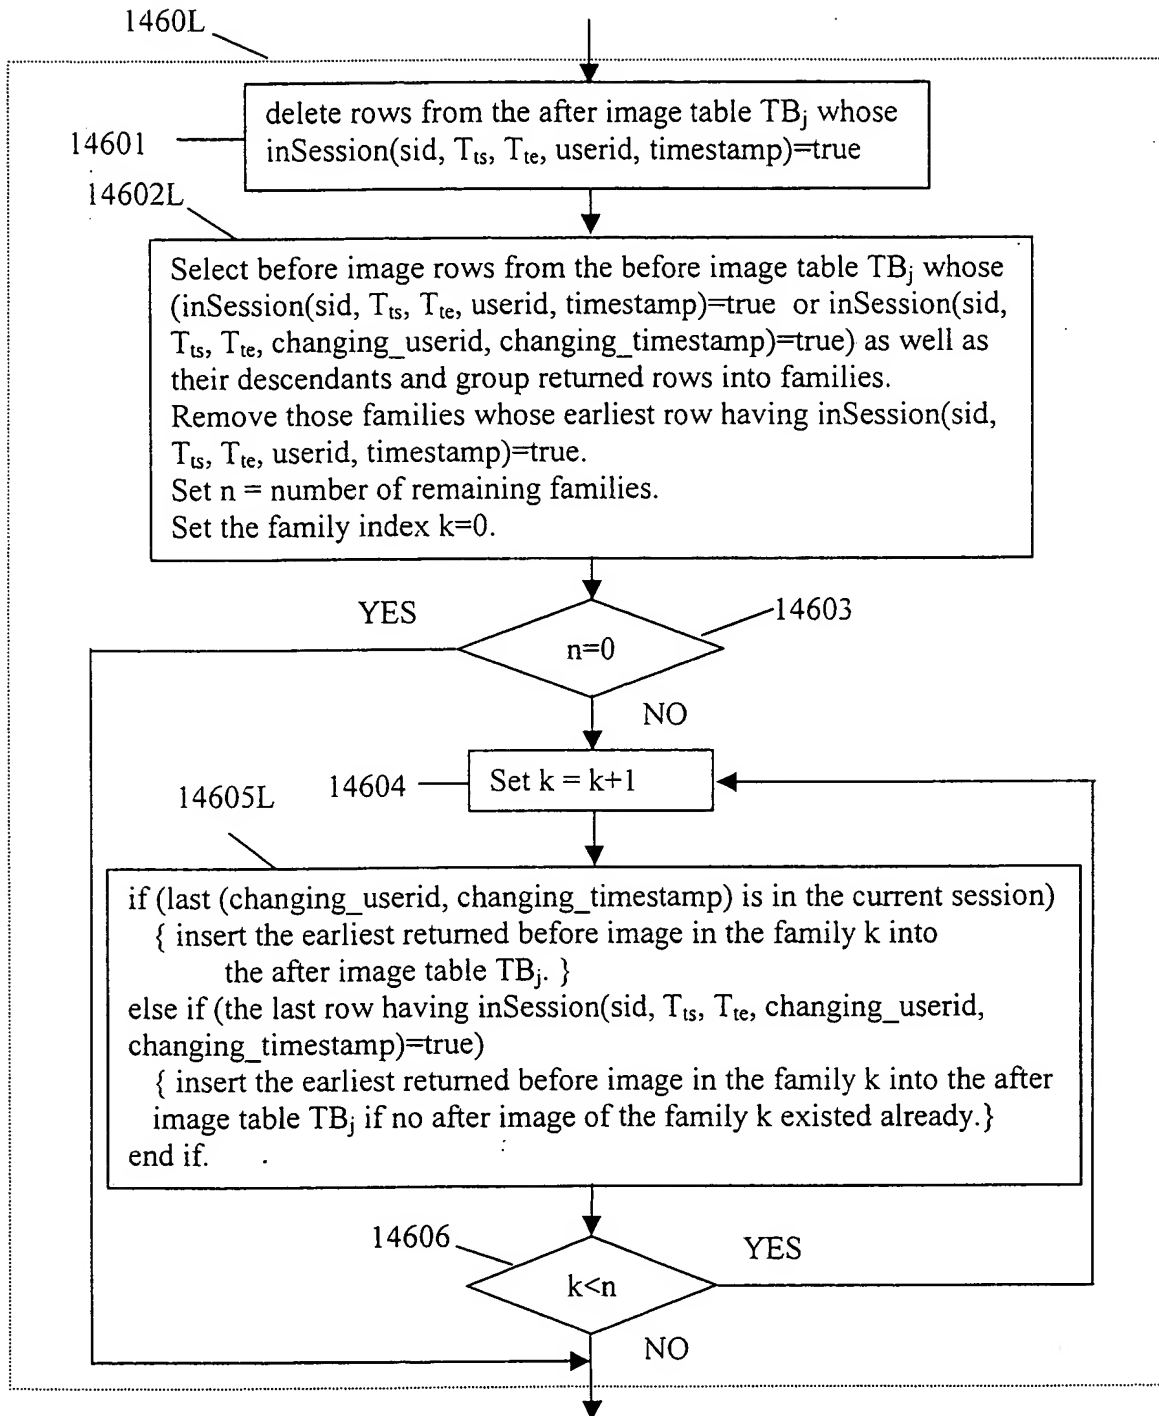 1460L
14601
delete rows from the after image table TBj whose
inSession(sid, Tts, Tte, userid, timestamp)=true
14602L
Select before image rows from the before image table TBj whose
(inSession(sid, Tts, Tte, userid, timestamp)=true or inSession(sid,
Tts, Tte, changing_userid, changing_timestamp)=true) as well as
their descendants and group returned rows into families.
Remove those families whose earliest row having inSession(sid,
Tts, Tte, userid, timestamp)=true.
Set n = number of remaining families.
Set the family index k=0.
YES
14603
n=0
NO
14604
Set k = k+1
14605L
if (last (changing_userid, changing_timestamp) is in the current session)
{ insert the earliest returned before image in the family k into
the after image table TBj. }
else if (the last row having inSession(sid, Tts, Tte, changing_userid,
changing_timestamp)=true)
{ insert the earliest returned before image in the family k into the after
image table TBj if no after image of the family k existed already.}
end if.
14606
YES
k<n
NO